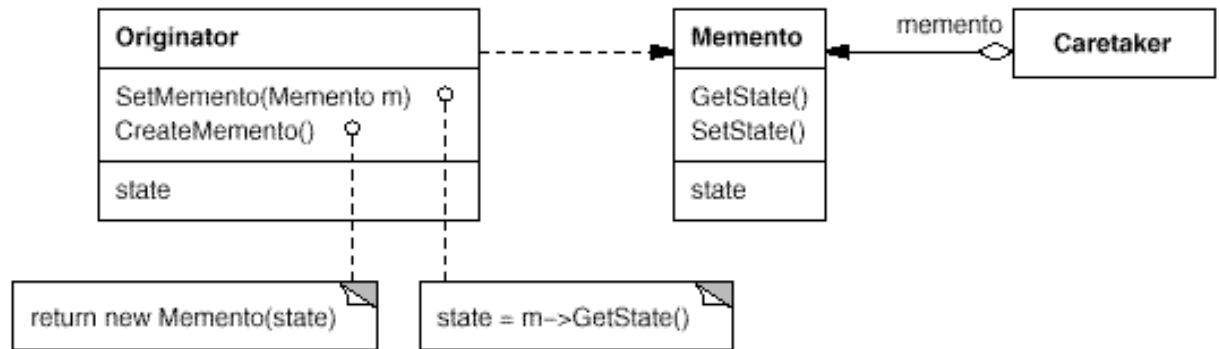 Originator
SetMemento(Memento m)
CreateMemento()
state
Memento
GetState()
SetState()
state
memento
Caretaker
return new Memento(state)
state = m->GetState()